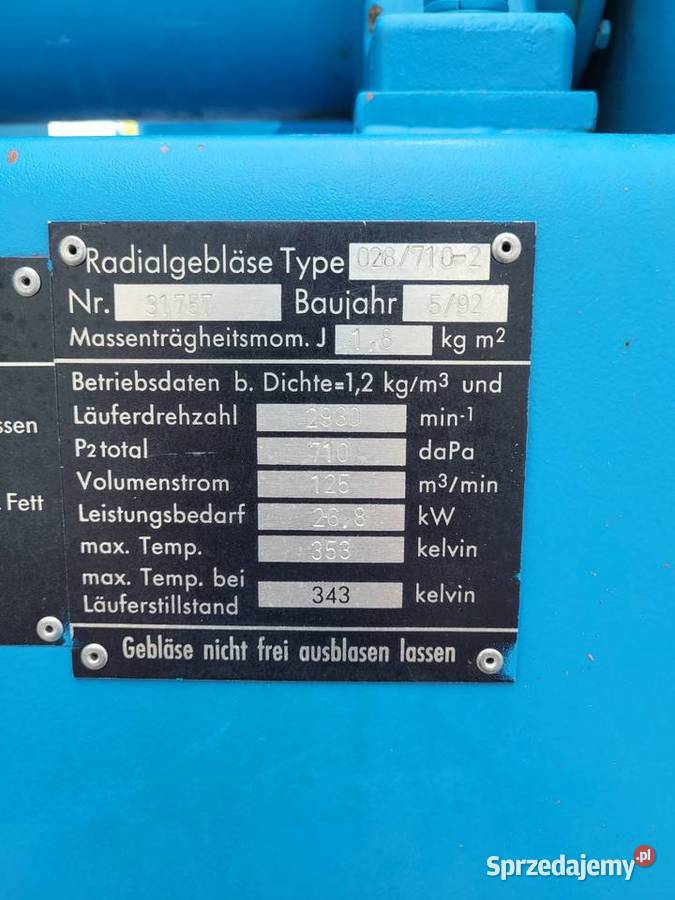 Radialgebläse Type 028/710-2
Nr. 31757 Baujahr 5/92
Massenträgheitsmom. J 1,8 kg m²
Betriebsdaten b. Dichte=1,2 kg/m³ und
Läuferdrehzahl 2930 min-1
P2total 710 daPa
Volumenstrom 125 m³/min
Leistungsbedarf 26,8 kW
max. Temp. 353 kelvin
max. Temp. bei
Läuferstillstand 343 kelvin
Gebläse nicht frei ausblasen lassen
ssen
Fett
Sprzedajemy.pl